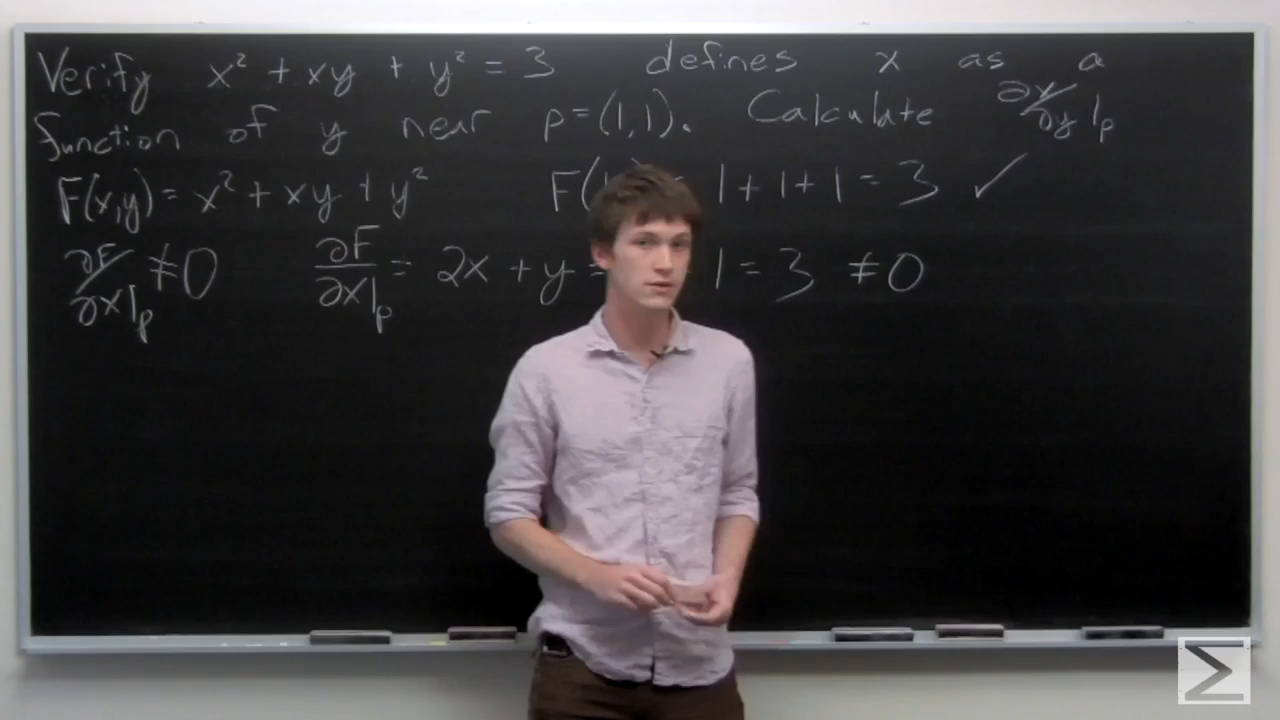 Verify x² + xy + y² = 3 defines x as a
function of y near p=(1,1). Calculate ∂x/∂y|ₚ
F(x,y) = x² + xy + y² F( 1+1+1=3 ✓
∂F/∂x|ₚ ≠0 ∂F/∂x|ₚ = 2x + y = 1 = 3 ≠0
Σ